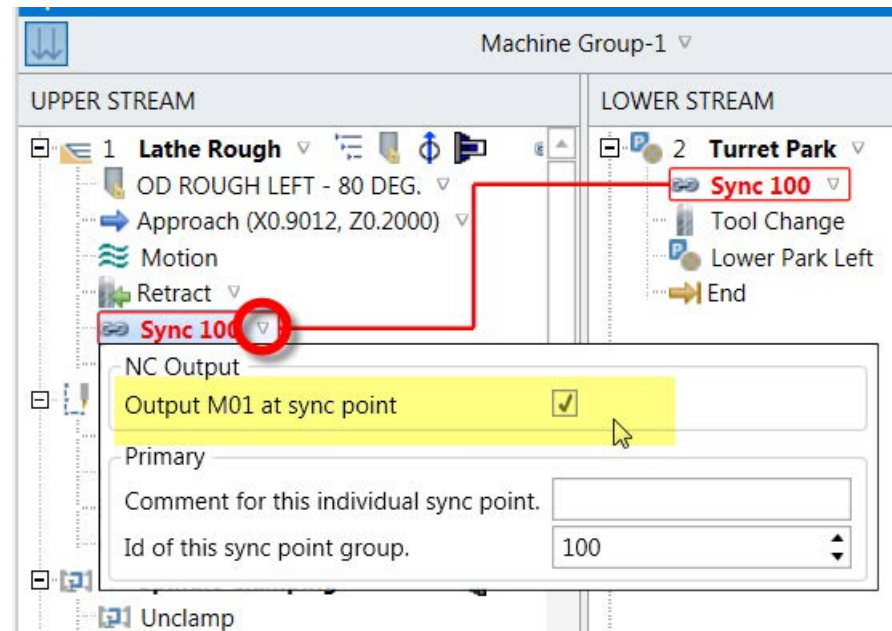 Machine Group-1
UPPER STREAM
1 Lathe Rough
OD ROUGH LEFT - 80 DEG.
Approach (X0.9012, Z0.2000)
Motion
Retract
Sync 100
NC Output
Output M01 at sync point
Primary
Comment for this individual sync point.
Id of this sync point group. 100
Unclamp
LOWER STREAM
2 Turret Park
Sync 100
Tool Change
Lower Park Left
End